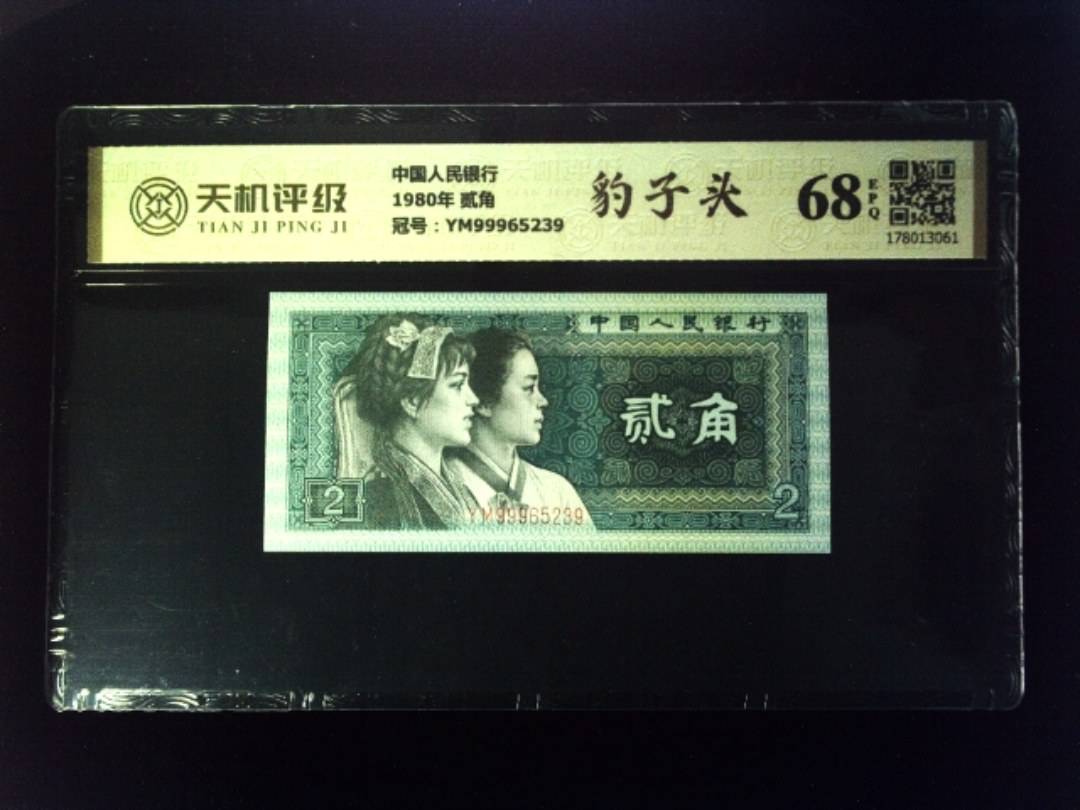 天机评级
TIAN JI PING JI
中国人民银行
1980年 贰角
冠号：YM99965239
豹子头
68
EPQ
178013061
中国人民银行
贰角
2
2
YM99965239